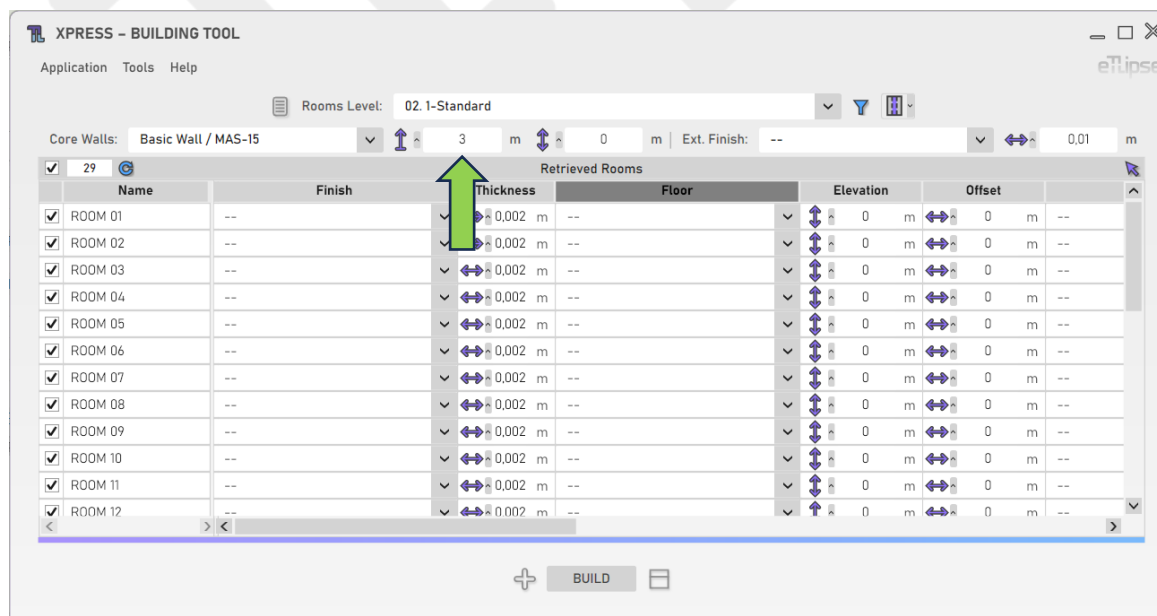 XPRESS – BUILDING TOOL
Application Tools Help
eTLipse
Rooms Level: 02. 1-Standard
Core Walls: Basic Wall / MAS-15 3 m 0 m | Ext. Finish: -- 0,01 m
29 Retrieved Rooms
Name Finish Thickness Floor Elevation Offset
ROOM 01 -- 0,002 m -- 0 m 0 m --
ROOM 02 -- 0,002 m -- 0 m 0 m --
ROOM 03 -- 0,002 m -- 0 m 0 m --
ROOM 04 -- 0,002 m -- 0 m 0 m --
ROOM 05 -- 0,002 m -- 0 m 0 m --
ROOM 06 -- 0,002 m -- 0 m 0 m --
ROOM 07 -- 0,002 m -- 0 m 0 m --
ROOM 08 -- 0,002 m -- 0 m 0 m --
ROOM 09 -- 0,002 m -- 0 m 0 m --
ROOM 10 -- 0,002 m -- 0 m 0 m --
ROOM 11 -- 0,002 m -- 0 m 0 m --
ROOM 12 -- 0,002 m -- 0 m 0 m --
BUILD